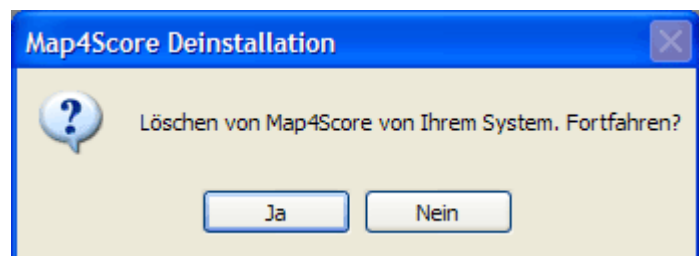 Map4Score Deinstallation
Löschen von Map4Score von Ihrem System. Fortfahren?
Ja
Nein